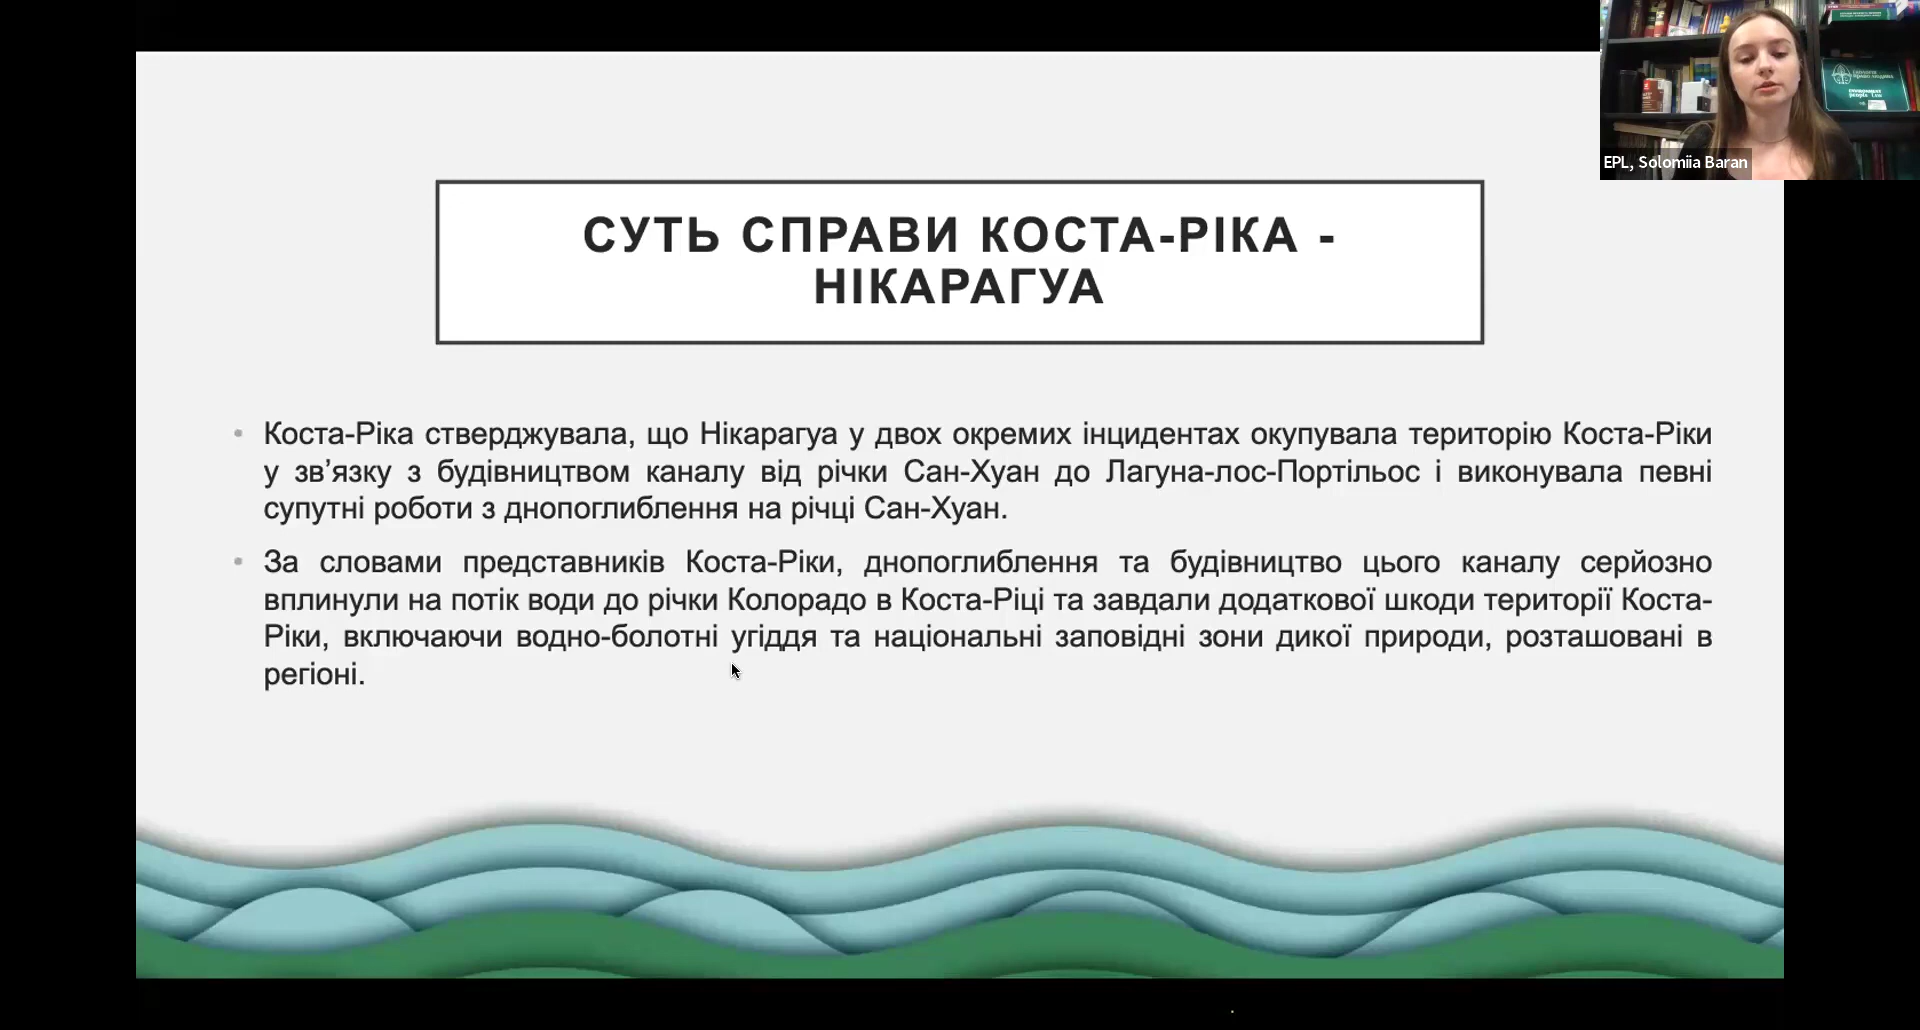 СУТЬ СПРАВИ КОСТА-РІКА -
НІКАРАГУА
Коста-Ріка стверджувала, що Нікарагуа у двох окремих інцидентах окупувала територію Коста-Ріки
у зв’язку з будівництвом каналу від річки Сан-Хуан до Лагуна-лос-Портільос і виконувала певні
супутні роботи з днопоглиблення на річці Сан-Хуан.
За словами представників Коста-Ріки, днопоглиблення та будівництво цього каналу серйозно
вплинули на потік води до річки Колорадо в Коста-Ріці та завдали додаткової шкоди території Коста-
Ріки, включаючи водно-болотні угіддя та національні заповідні зони дикої природи, розташовані в
регіоні.
EPL, Solomiia Baran